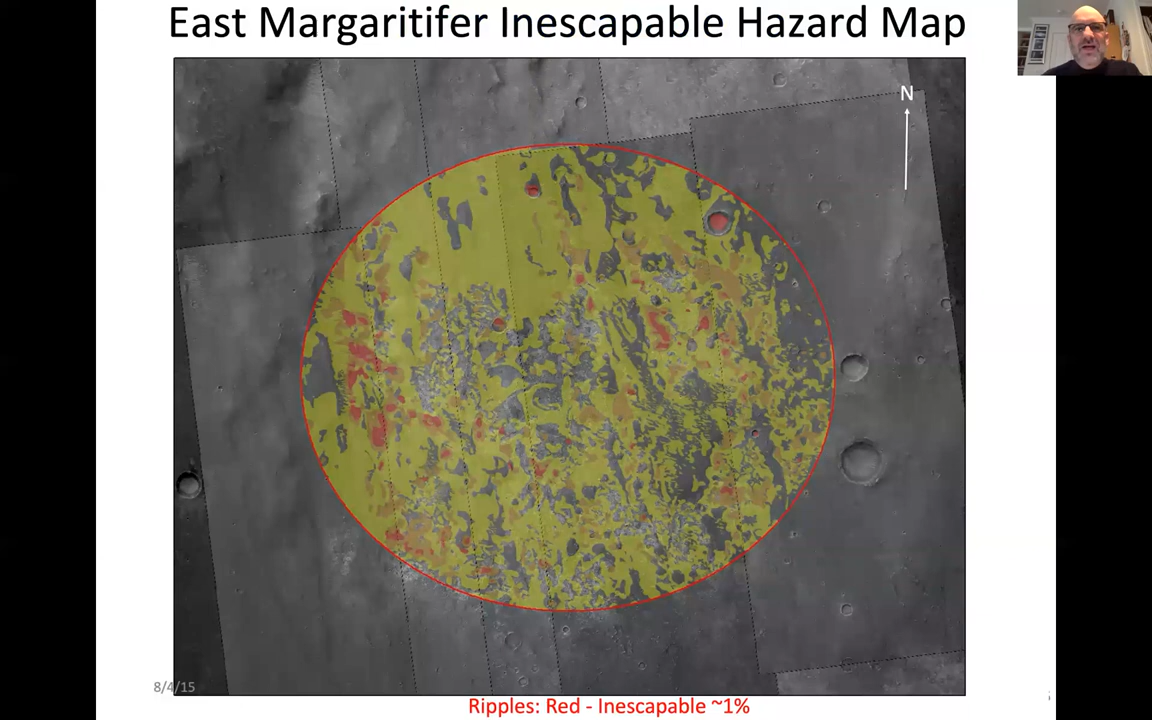 East Margaritifer Inescapable Hazard Map
N
8/4/15
Ripples: Red - Inescapable ~1%